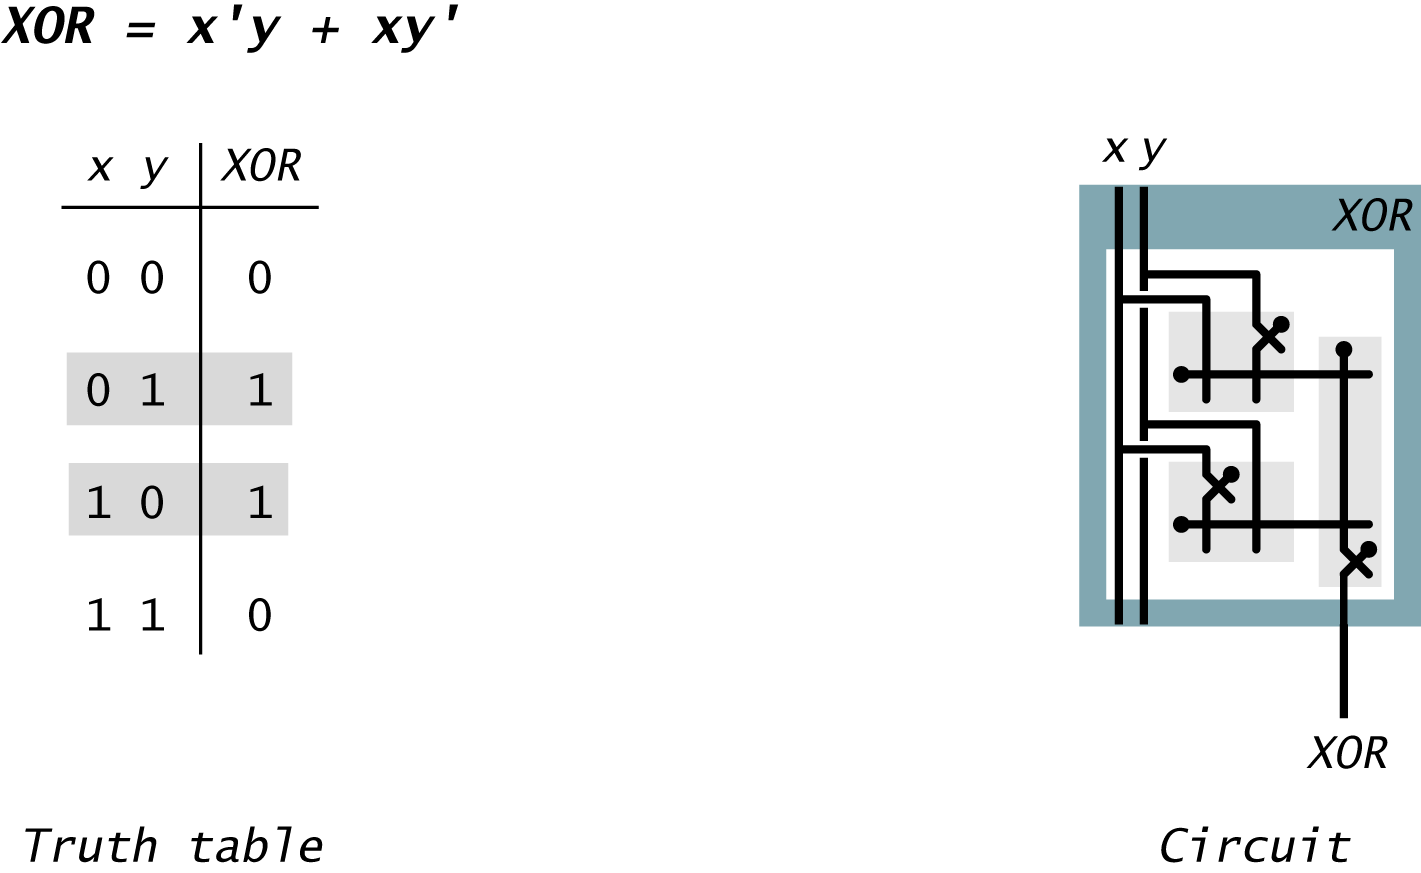 XOR = x'y + xy'
x y XOR
0 0 0
0 1 1
1 0 1
1 1 0
Truth table
x y
XOR
XOR
Circuit